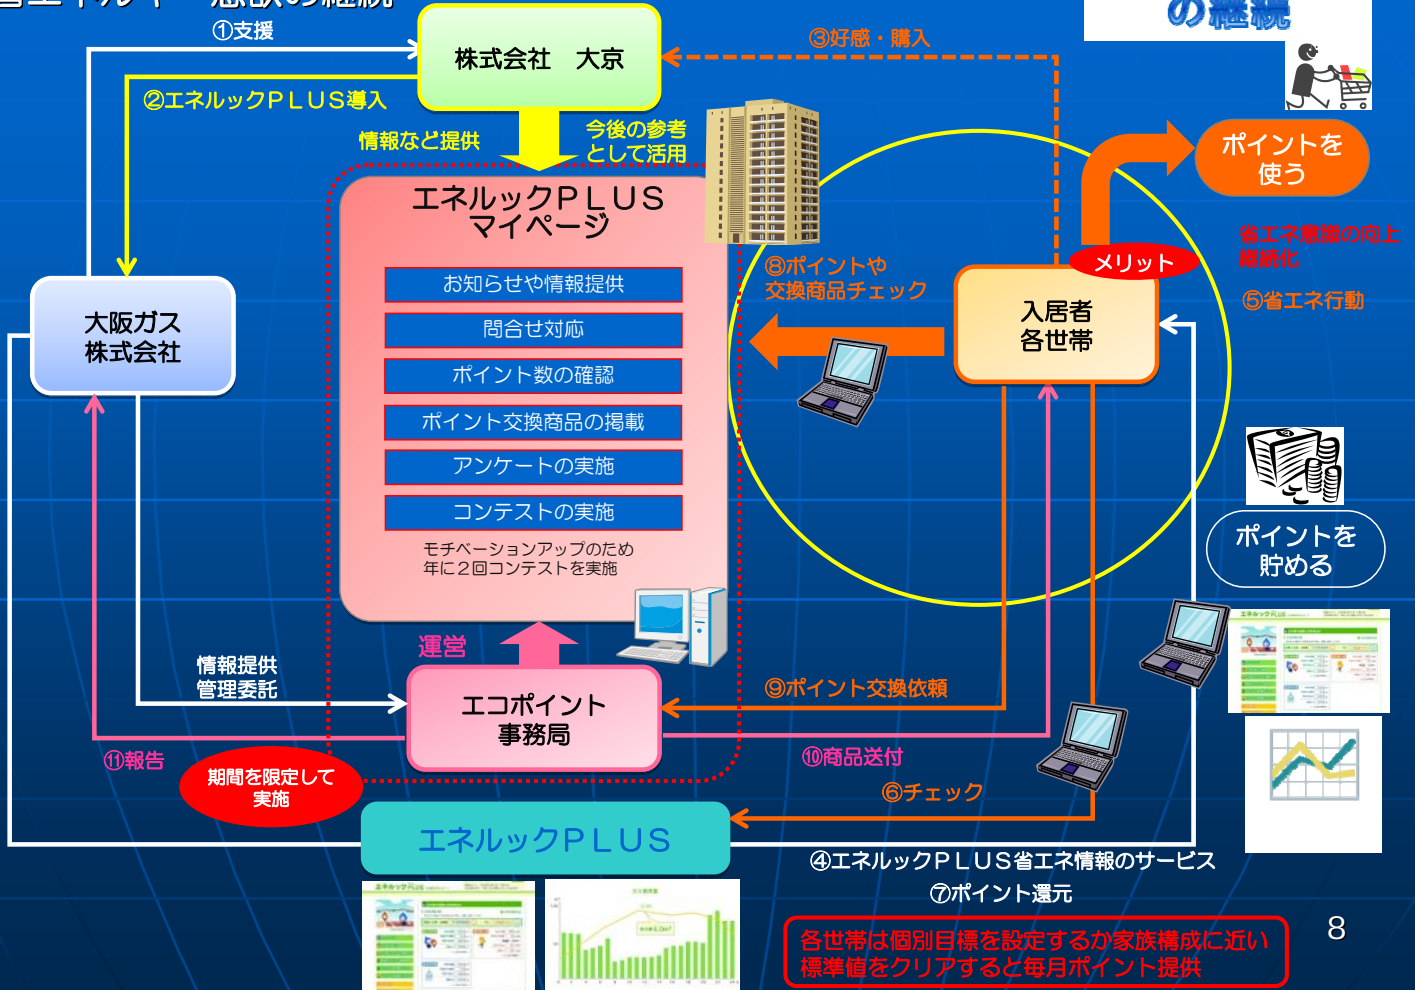 の継続
①支援
株式会社　大京
③好感・購入
②エネルックＰＬＵＳ導入
情報など提供
今後の参考
として活用
ポイントを
使う
エネルックＰＬＵＳ
マイページ
省エネ意識の向上
継続化
メリット
⑧ポイントや
交換商品チェック
お知らせや情報提供
⑤省エネ行動
入居者
各世帯
大阪ガス
株式会社
問合せ対応
ポイント数の確認
ポイント交換商品の掲載
アンケートの実施
コンテストの実施
モチベーションアップのため
年に２回コンテストを実施
ポイントを
貯める
運営
情報提供
管理委託
エコポイント
事務局
⑨ポイント交換依頼
⑪報告
⑩商品送付
期間を限定して
実施
⑥チェック
エネルックＰＬＵＳ
④エネルックＰＬＵＳ省エネ情報のサービス
⑦ポイント還元
各世帯は個別目標を設定するか家族構成に近い
標準値をクリアすると毎月ポイント提供
8